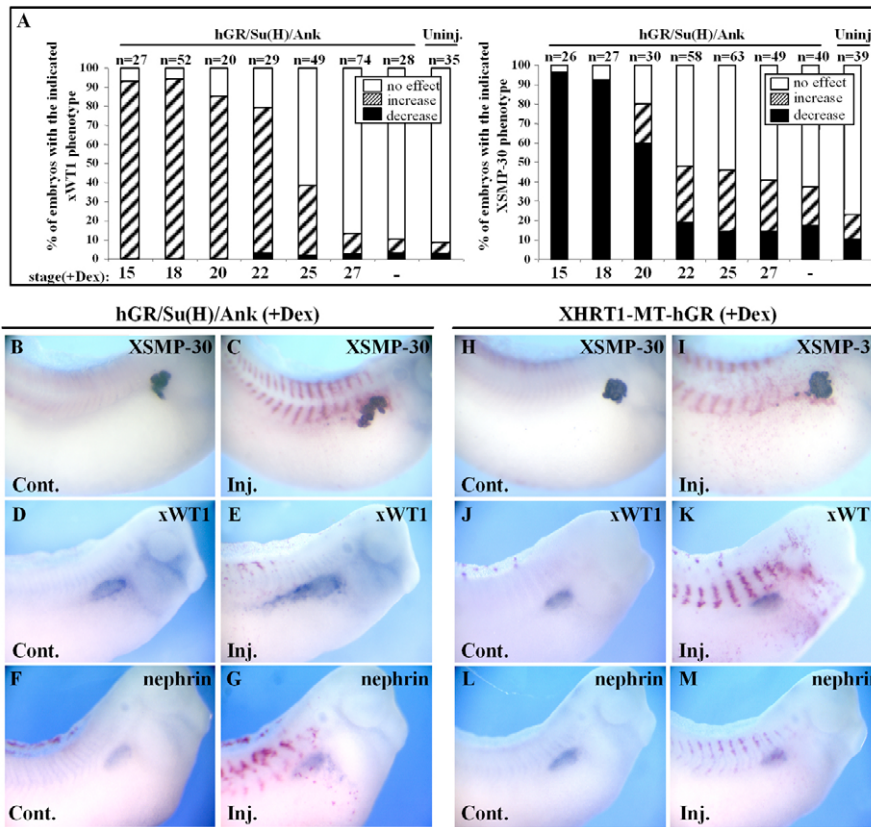 A
hGR/Su(H)/Ank Uninj.
n=27 n=52 n=20 n=29 n=49 n=74 n=28 n=35
% of embryos with the indicated
xWT1 phenotype
100
90
80
70
60
50
40
30
20
10
0
no effect
increase
decrease
stage(+Dex): 15 18 20 22 25 27 -
hGR/Su(H)/Ank Uninj.
n=26 n=27 n=30 n=58 n=63 n=49 n=40 n=39
% of embryos with the indicated
XSMP-30 phenotype
100
90
80
70
60
50
40
30
20
10
0
no effect
increase
decrease
15 18 20 22 25 27 -
hGR/Su(H)/Ank (+Dex)
XHRT1-MT-hGR (+Dex)
B XSMP-30
Cont.
C XSMP-30
Inj.
H XSMP-30
Cont.
I XSMP-3
Inj.
D xWT1
Cont.
E xWT1
Inj.
J xWT1
Cont.
K xWT
Inj.
F nephrin
Cont.
G nephrin
Inj.
L nephrin
Cont.
M nephrin
Inj.